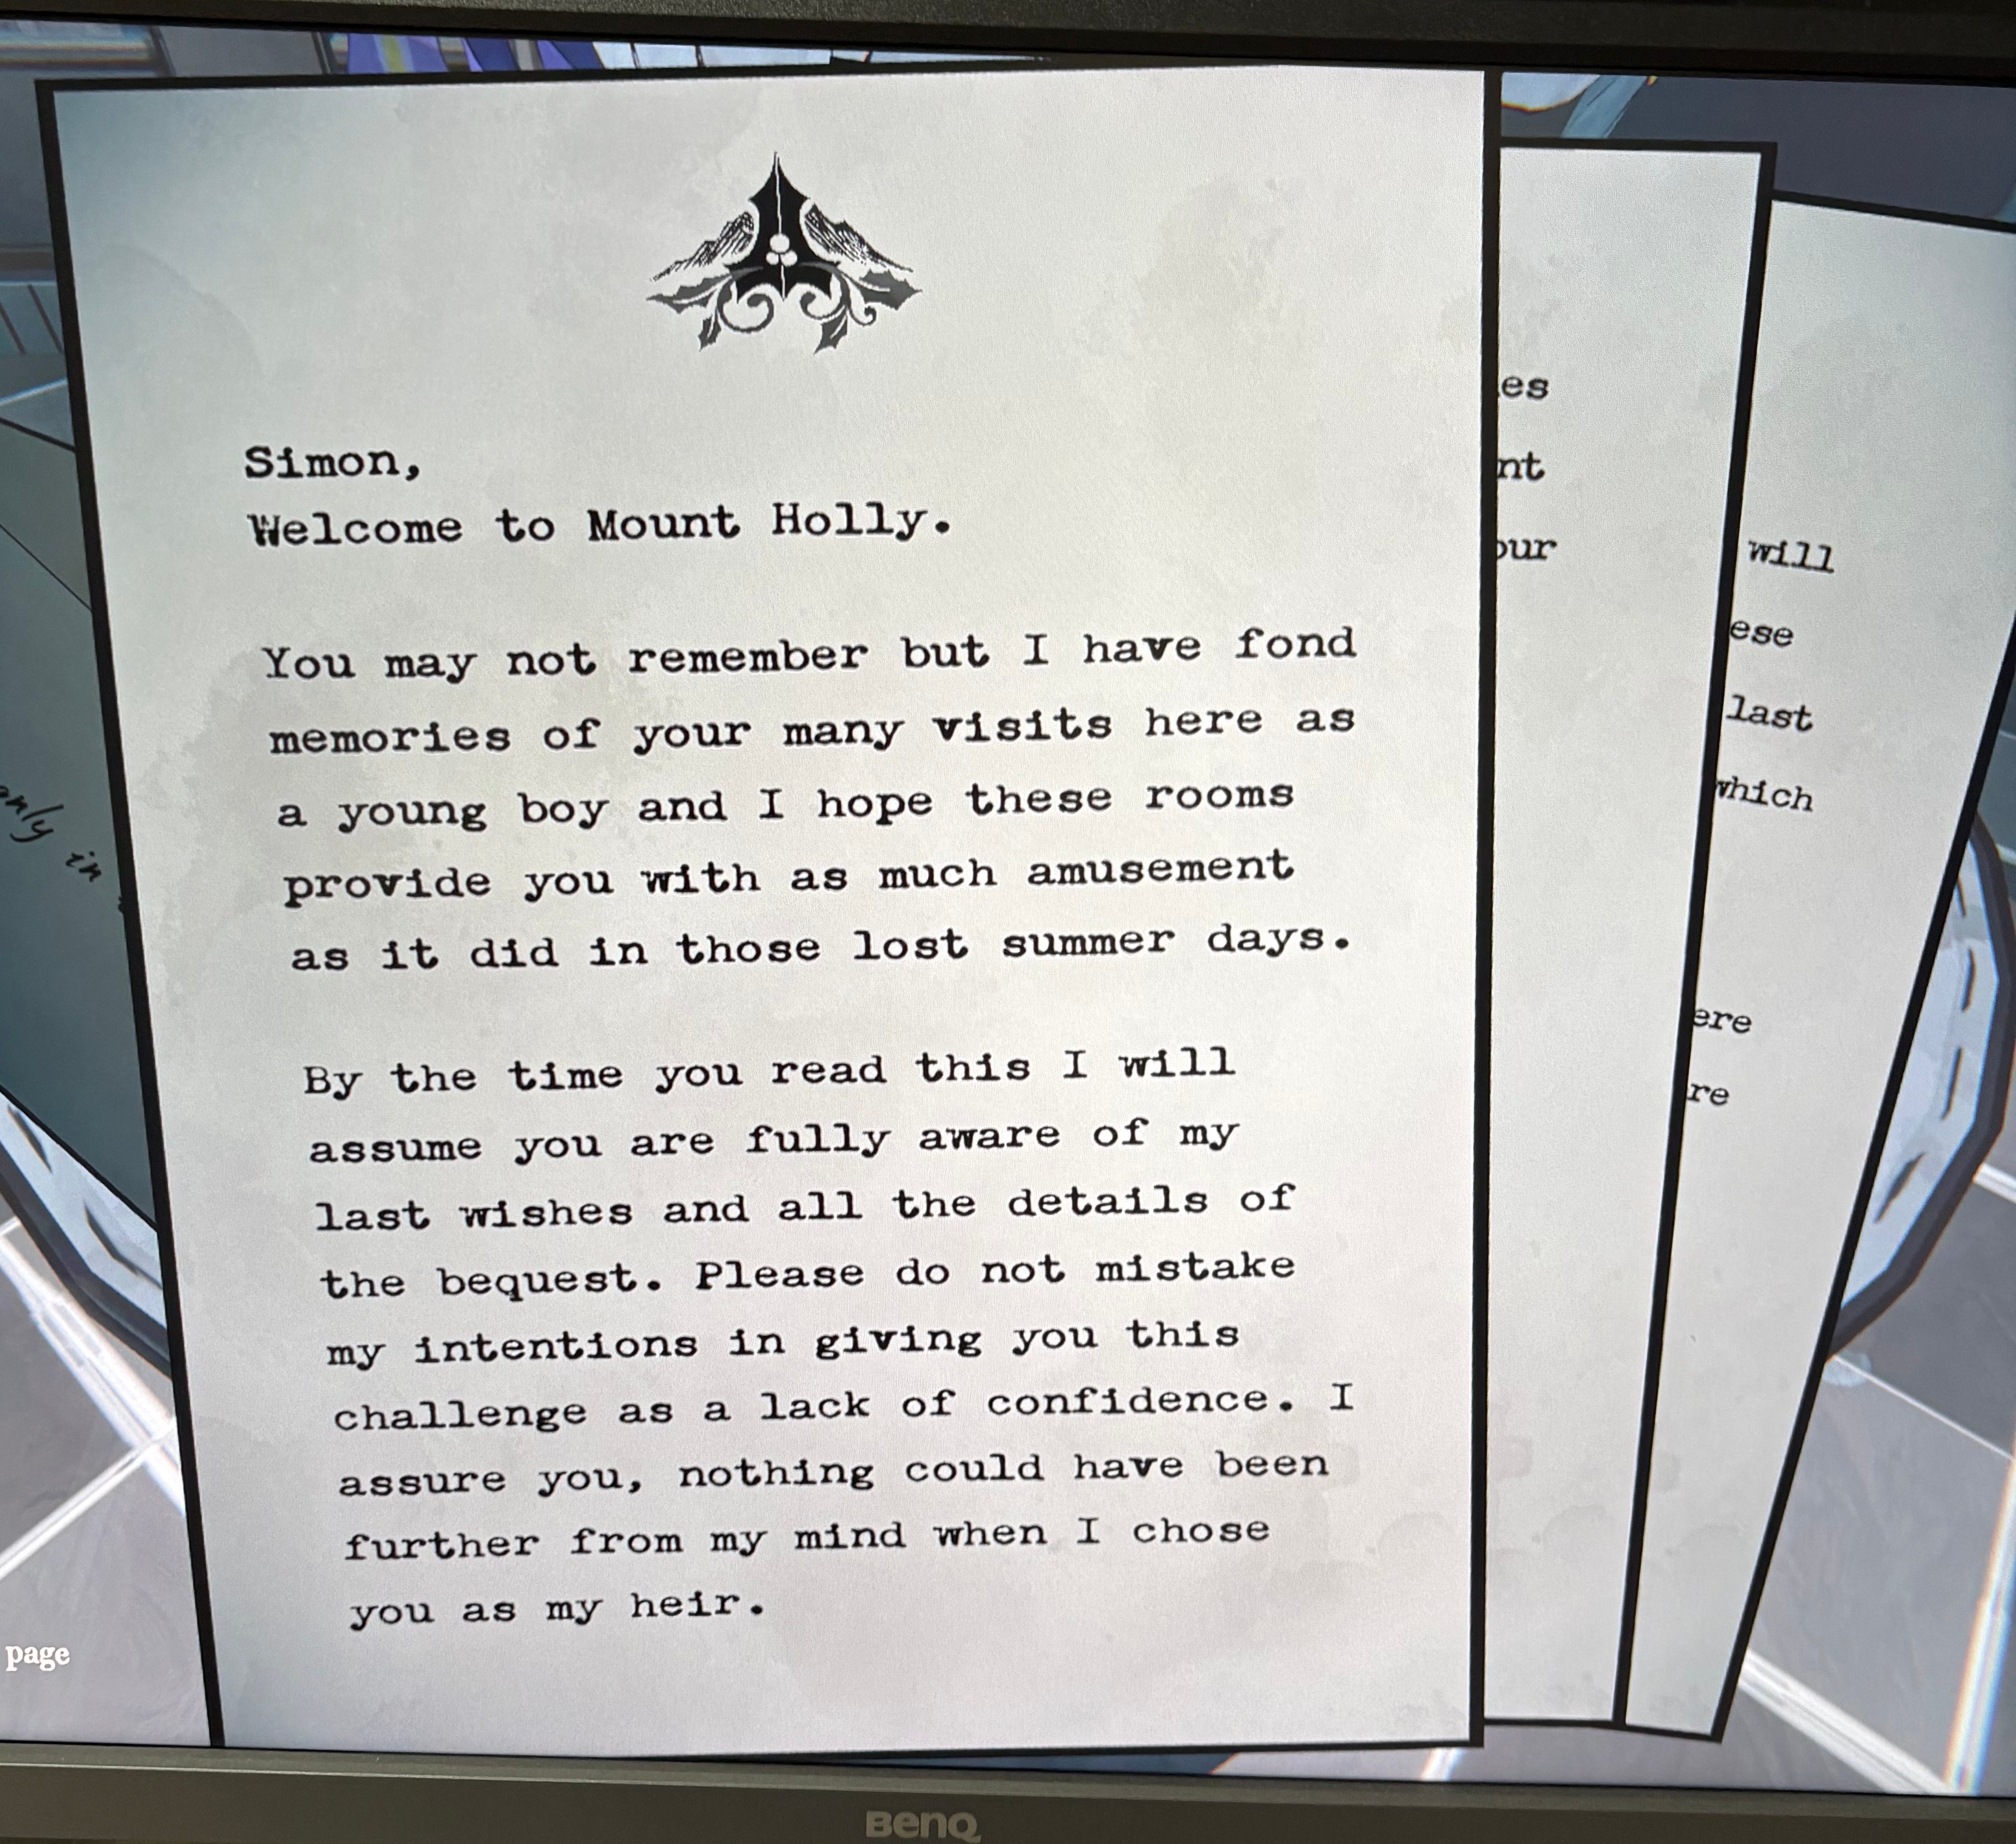 Simon,
Welcome to Mount Holly.
You may not remember but I have fond
memories of your many visits here as
a young boy and I hope these rooms
provide you with as much amusement
as it did in those lost summer days.
By the time you read this I will
assume you are fully aware of my
last wishes and all the details of
the bequest. Please do not mistake
my intentions in giving you this
challenge as a lack of confidence. I
assure you, nothing could have been
further from my mind when I chose
you as my heir.
es
nt
our
will
ese
last
which
ere
re
only in
page
BenQ